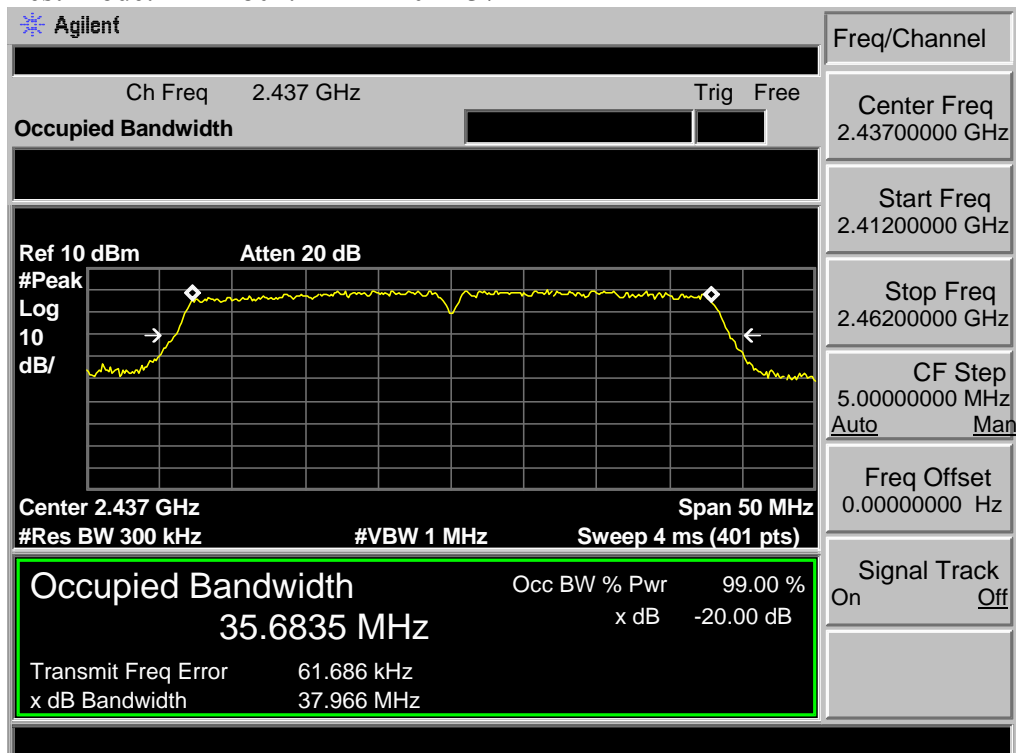 Agilent
Ch Freq 2.437 GHz Trig Free
Occupied Bandwidth
Ref 10 dBm Atten 20 dB
#Peak
Log
10
dB/
Center 2.437 GHz Span 50 MHz
#Res BW 300 kHz #VBW 1 MHz Sweep 4 ms (401 pts)
Occupied Bandwidth Occ BW % Pwr 99.00 %
35.6835 MHz x dB -20.00 dB
Transmit Freq Error 61.686 kHz
x dB Bandwidth 37.966 MHz
Freq/Channel
Center Freq
2.43700000 GHz
Start Freq
2.41200000 GHz
Stop Freq
2.46200000 GHz
CF Step
5.00000000 MHz
Auto Man
Freq Offset
0.00000000 Hz
Signal Track
On Off